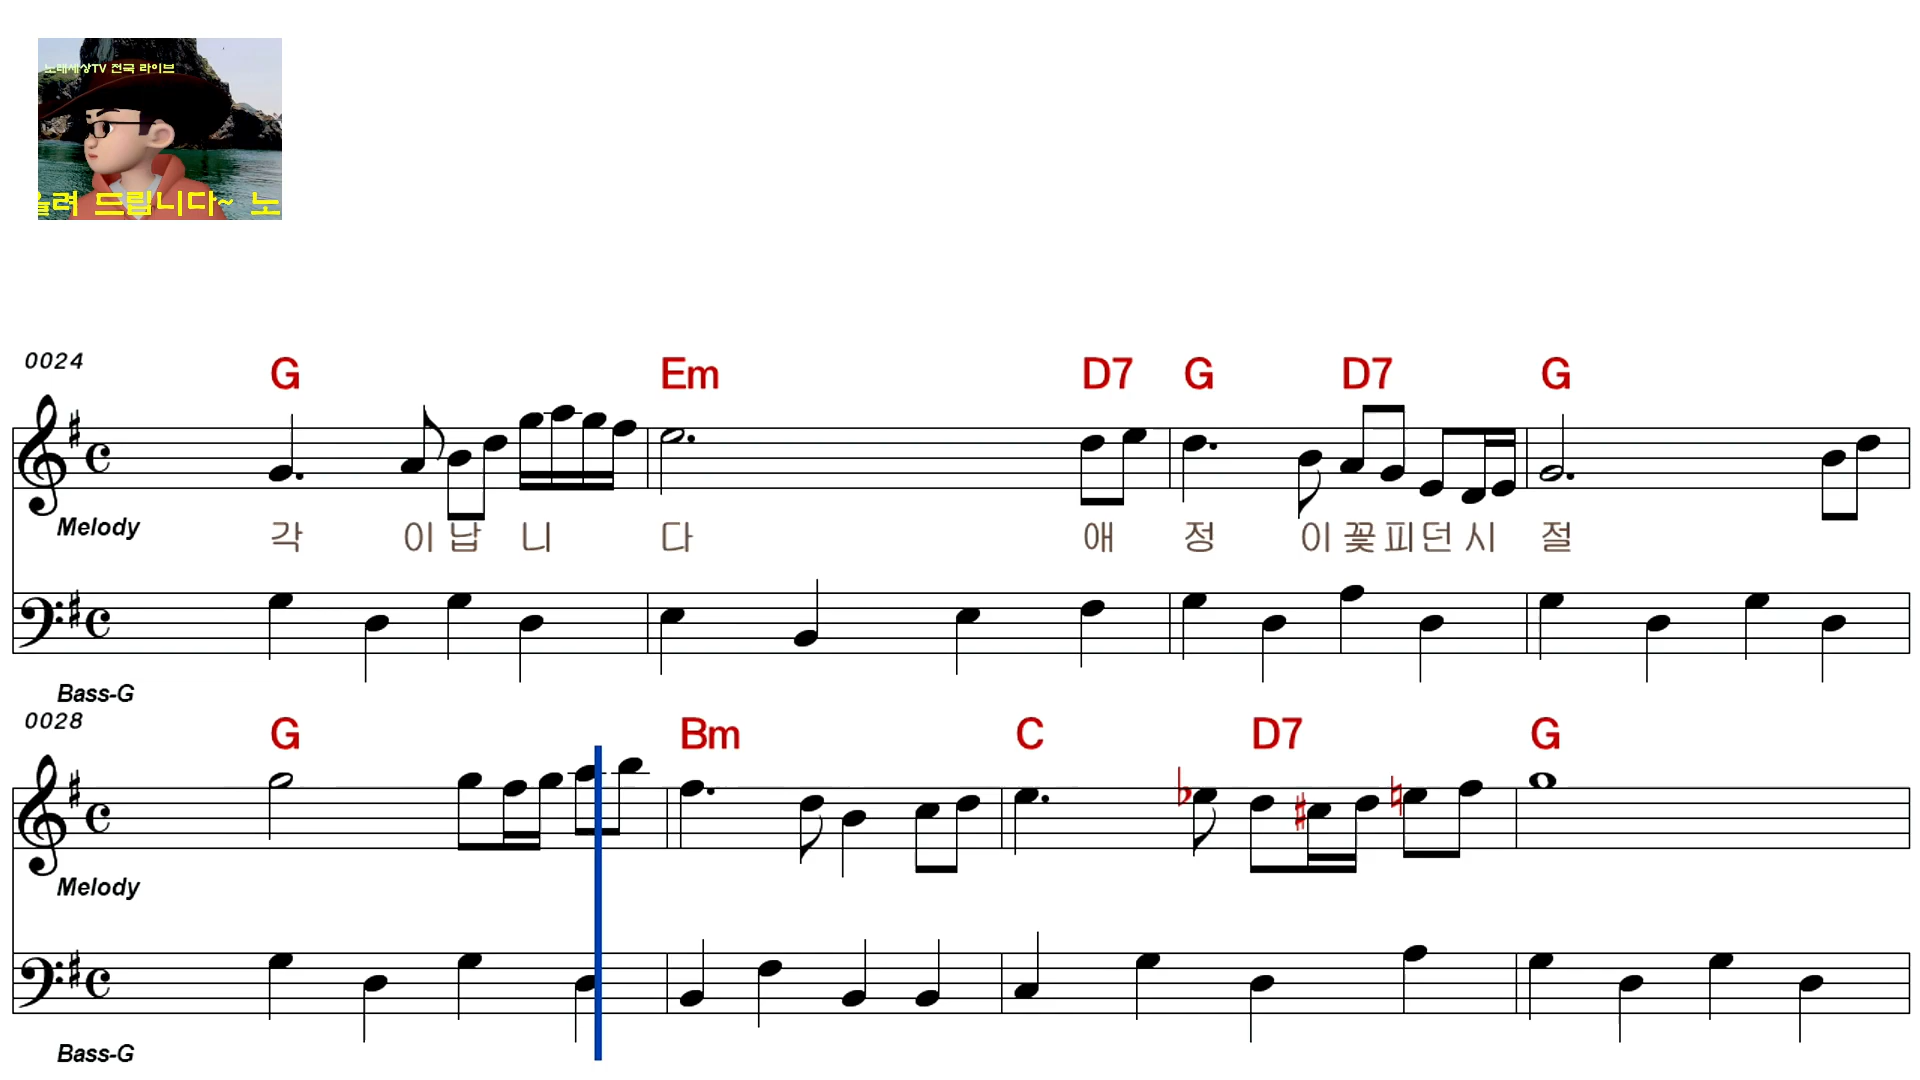 노래세상TV 전국 라이브
려 드립니다~ 노
0024
G Em D7 G D7 G
Melody
각 이 납 니 다 애 정 이 꽃 피 던 시 절
Bass-G
0028
G Bm C D7 G
Melody
Bass-G